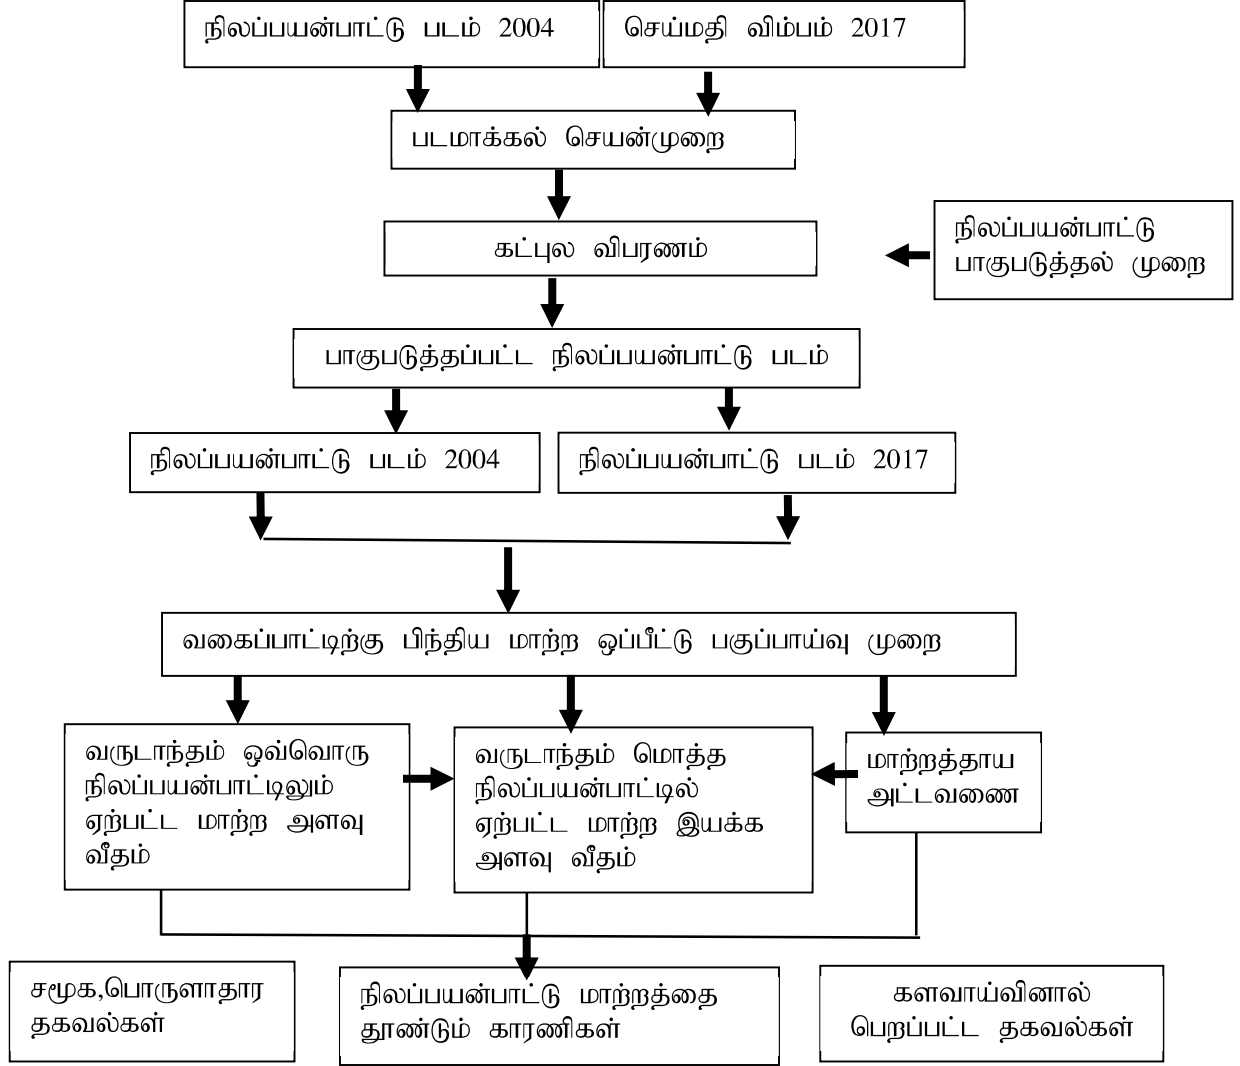 நிலப்பயன்பாட்டு படம் 2004
செய்மதி விம்பம் 2017
படமாக்கல் செயன்முறை
கட்புல விபரணம்
நிலப்பயன்பாட்டு
பாகுபடுத்தல் முறை
பாகுபடுத்தப்பட்ட நிலப்பயன்பாட்டு படம்
நிலப்பயன்பாட்டு படம் 2004
நிலப்பயன்பாட்டு படம் 2017
வகைப்பாட்டிற்கு பிந்திய மாற்ற ஒப்பீட்டு பகுப்பாய்வு முறை
வருடாந்தம் ஒவ்வொரு
நிலப்பயன்பாட்டிலும்
ஏற்பட்ட மாற்ற அளவு
வீதம்
வருடாந்தம் மொத்த
நிலப்பயன்பாட்டில்
ஏற்பட்ட மாற்ற இயக்க
அளவு வீதம்
மாற்றத்தாய
அட்டவணை
சமூக,பொருளாதார
தகவல்கள்
நிலப்பயன்பாட்டு மாற்றத்தை
தூண்டும் காரணிகள்
களவாய்வினால்
பெறப்பட்ட தகவல்கள்